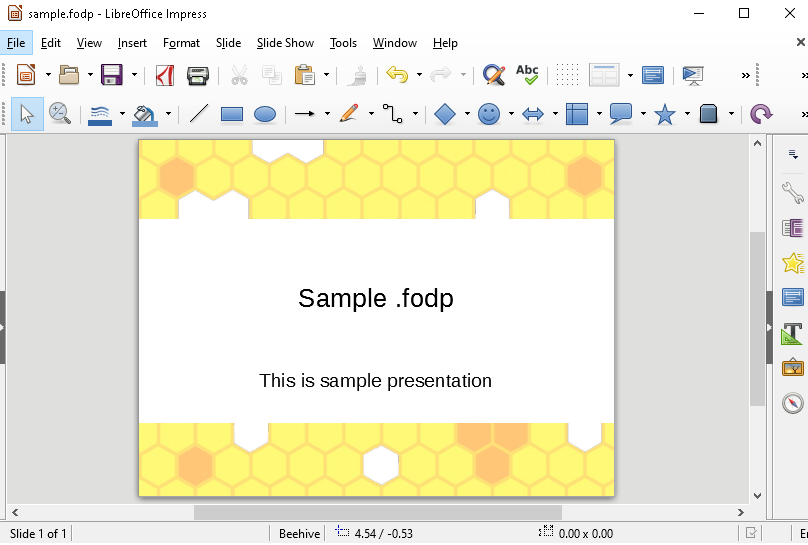 sample.fodp - LibreOffice Impress
File Edit View Insert Format Slide Slide Show Tools Window Help
Abc
Sample .fodp
This is sample presentation
Slide 1 of 1 Beehive 4.54 / -0.53 0.00 x 0.00